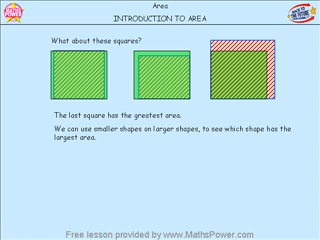 Area
INTRODUCTION TO AREA
What about these squares?
The last square has the greatest area.
We can use smaller shapes on larger shapes, to see which shape has the
largest area.
Free lesson provided by www.MathsPower.com